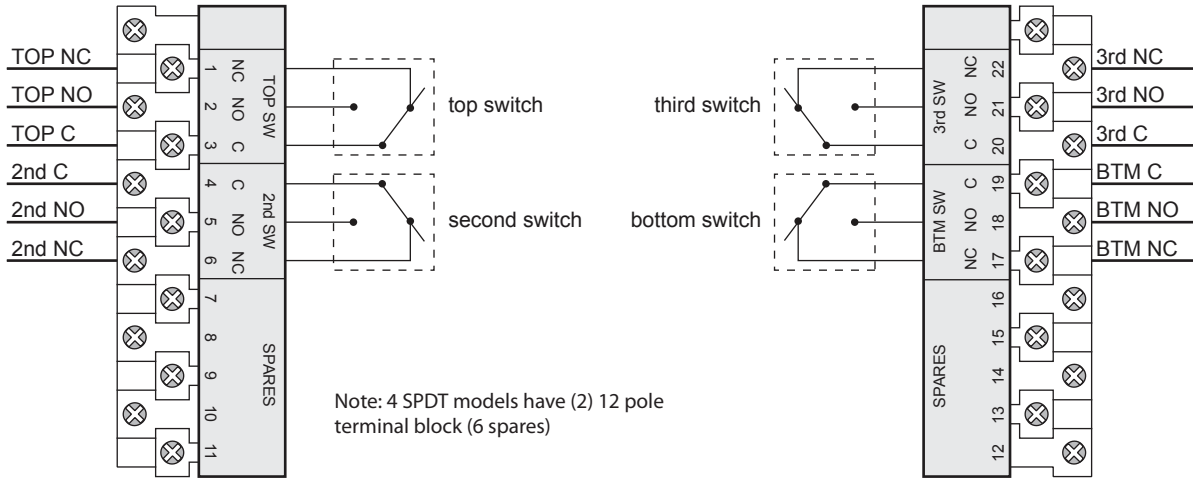 TOP NC
TOP NO
TOP C
2nd C
2nd NO
2nd NC
1 NC
2 NO
3 C
TOP SW
4 C
5 NO
6 NC
2nd SW
7
8
9
10
11
SPARES
top switch
second switch
third switch
bottom switch
Note: 4 SPDT models have (2) 12 pole
terminal block (6 spares)
3rd SW
NC 22
NO 21
C 20
BTM SW
C 19
NO 18
NC 17
SPARES
16
15
14
13
12
3rd NC
3rd NO
3rd C
BTM C
BTM NO
BTM NC